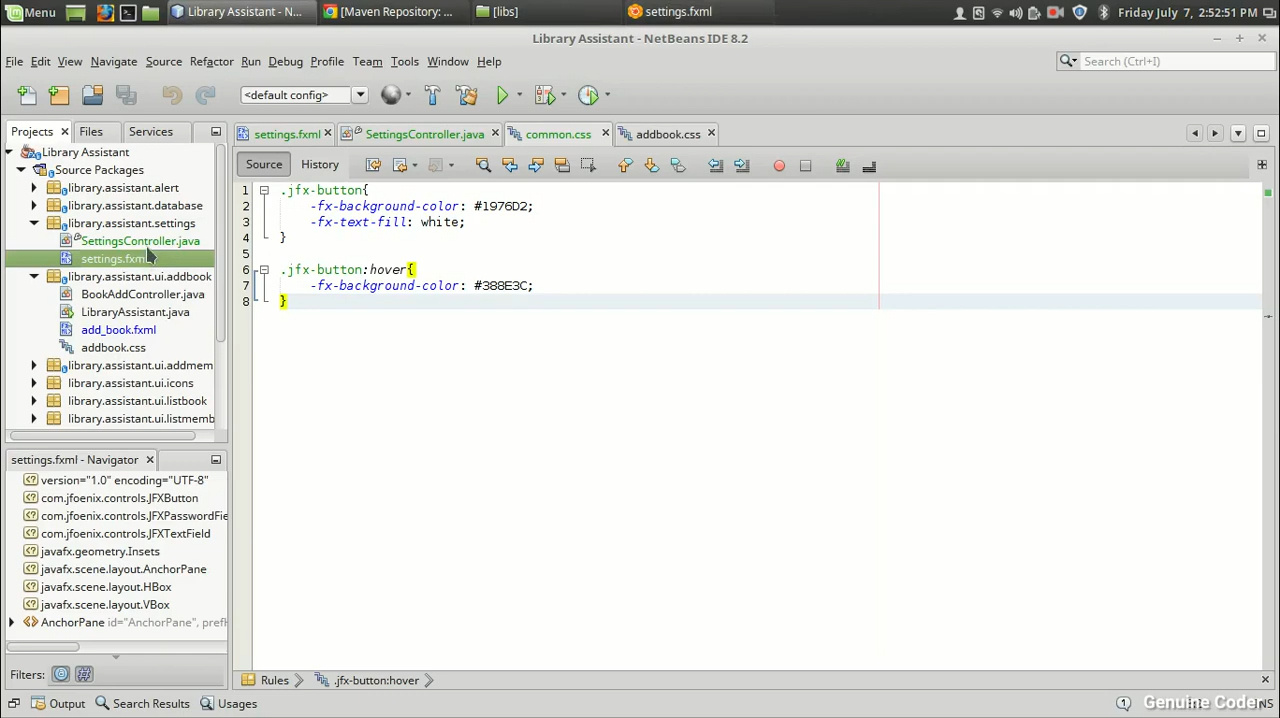 Menu
Library Assistant - N...
[Maven Repository: ...
[libs]
settings.fxml
Friday July 7, 2:52:51 PM
Library Assistant - NetBeans IDE 8.2
File Edit View Navigate Source Refactor Run Debug Profile Team Tools Window Help
Search (Ctrl+I)
<default config>
Projects Files Services
settings.fxml SettingsController.java common.css addbook.css
Source History
Library Assistant
Source Packages
library.assistant.alert
library.assistant.database
library.assistant.settings
SettingsController.java
settings.fxml
library.assistant.ui.addbook
BookAddController.java
LibraryAssistant.java
add_book.fxml
addbook.css
library.assistant.ui.addmem
library.assistant.ui.icons
library.assistant.ui.listbook
library.assistant.ui.listmemb
1 .jfx-button{
2 -fx-background-color: #1976D2;
3 -fx-text-fill: white;
4 }
5
6 .jfx-button:hover{
7 -fx-background-color: #388E3C;
8 }
settings.fxml - Navigator
version="1.0" encoding="UTF-8"
com.jfoenix.controls.JFXButton
com.jfoenix.controls.JFXPasswordFie
com.jfoenix.controls.JFXTextField
javafx.geometry.Insets
javafx.scene.layout.AnchorPane
javafx.scene.layout.HBox
javafx.scene.layout.VBox
AnchorPane id="AnchorPane", prefH
Filters:
Rules .jfx-button:hover
Output Search Results Usages
Genuine Coder